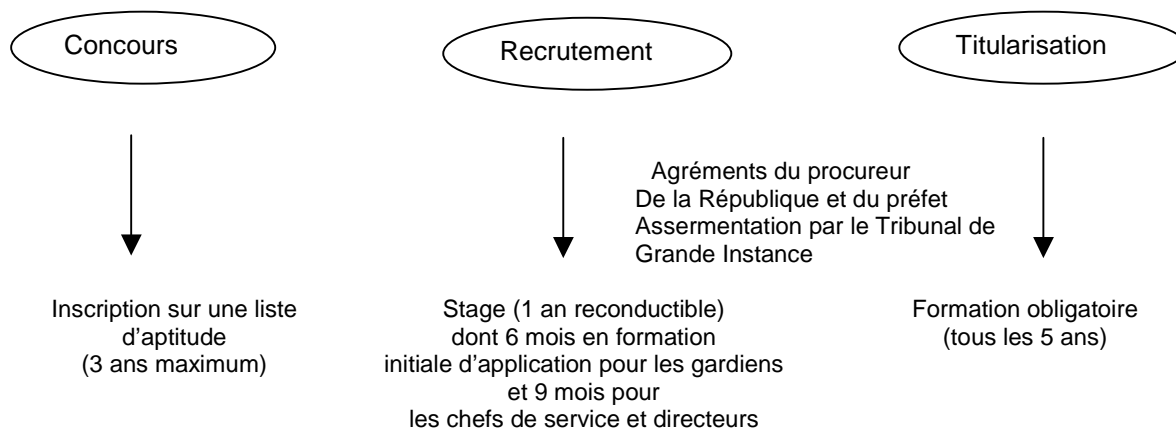 Concours
Recrutement
Titularisation
Agréments du procureur
De la République et du préfet
Assermentation par le Tribunal de
Grande Instance
Inscription sur une liste
d’aptitude
(3 ans maximum)
Stage (1 an reconductible)
dont 6 mois en formation
initiale d’application pour les gardiens
et 9 mois pour
les chefs de service et directeurs
Formation obligatoire
(tous les 5 ans)